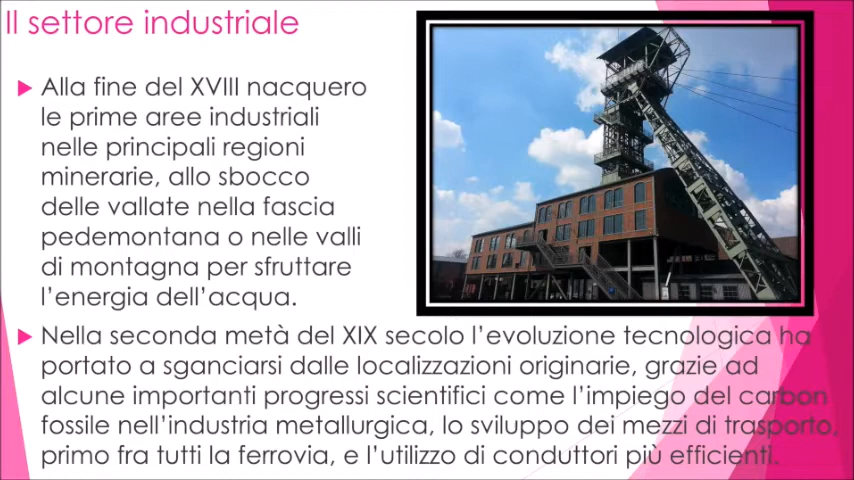 Il settore industriale
Alla fine del XVIII nacquero
le prime aree industriali
nelle principali regioni
minerarie, allo sbocco
delle vallate nella fascia
pedemontana o nelle valli
di montagna per sfruttare
l'energia dell'acqua.
Nella seconda metà del XIX secolo l'evoluzione tecnologica ha
portato a sganciarsi dalle localizzazioni originarie, grazie ad
alcune importanti progressi scientifici come l'impiego del carbon
fossile nell'industria metallurgica, lo sviluppo dei mezzi di trasporto,
primo fra tutti la ferrovia, e l'utilizzo di conduttori più efficienti.